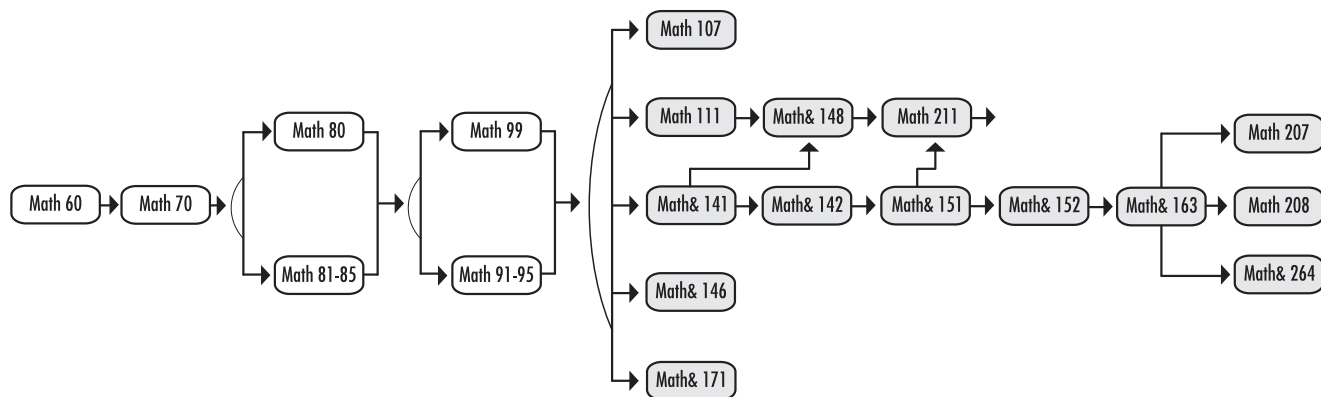 Math 107
Math 80
Math 99
Math 111
Math& 148
Math 211
Math 207
Math 60
Math 70
Math& 141
Math& 142
Math& 151
Math& 152
Math& 163
Math 208
Math 81-85
Math 91-95
Math& 264
Math& 146
Math& 171